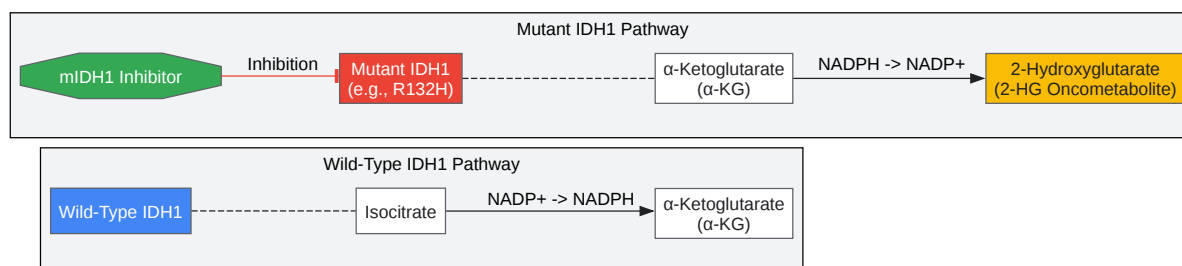 Mutant IDH1 Pathway
mIDH1 Inhibitor
Inhibition
Mutant IDH1
(e.g., R132H)
α-Ketoglutarate
(α-KG)
NADPH -> NADP+
2-Hydroxyglutarate
(2-HG Oncometabolite)
Wild-Type IDH1 Pathway
Wild-Type IDH1
Isocitrate
NADP+ -> NADPH
α-Ketoglutarate
(α-KG)